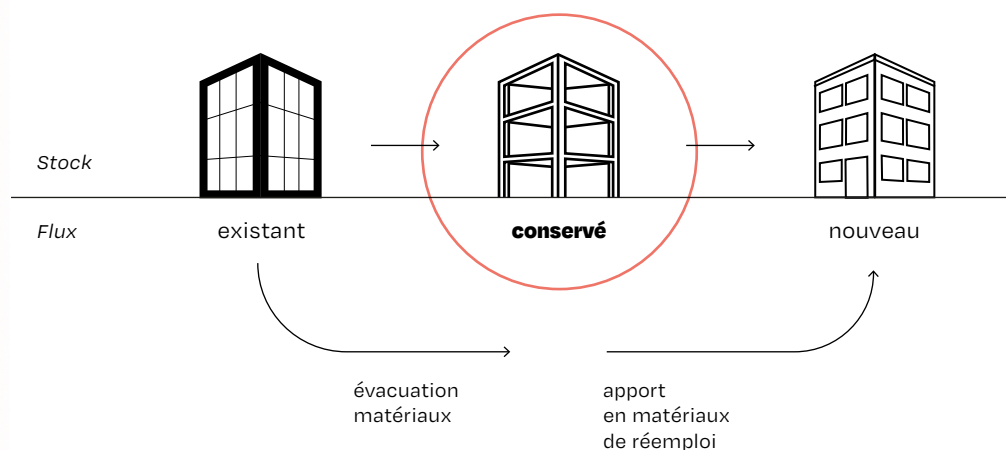 Stock
Flux
existant
conservé
nouveau
évacuation
matériaux
apport
en matériaux
de réemploi